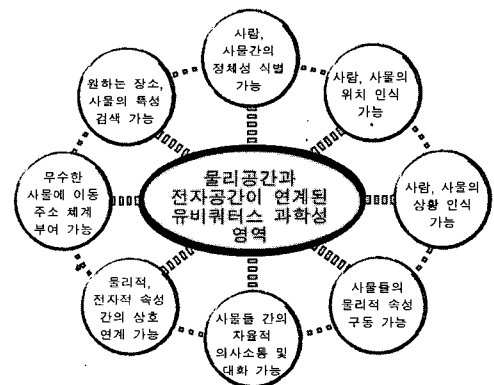 사람,
사물간의
정체성 식별
가능
사람, 사물의
위치 인식
가능
사람, 사물의
상황 인식
가능
사물들의
물리적 속성
구동 가능
사물들 간의
자율적
의사소통 및
대화 가능
물리적,
전자적 속성
간의 상호
연계 가능
무수한
사물에 이동
주소 체계
부여 가능
원하는 장소,
사물의 특성
검색 가능
물리공간과
전자공간이 연계된
유비쿼터스 과학성
영역